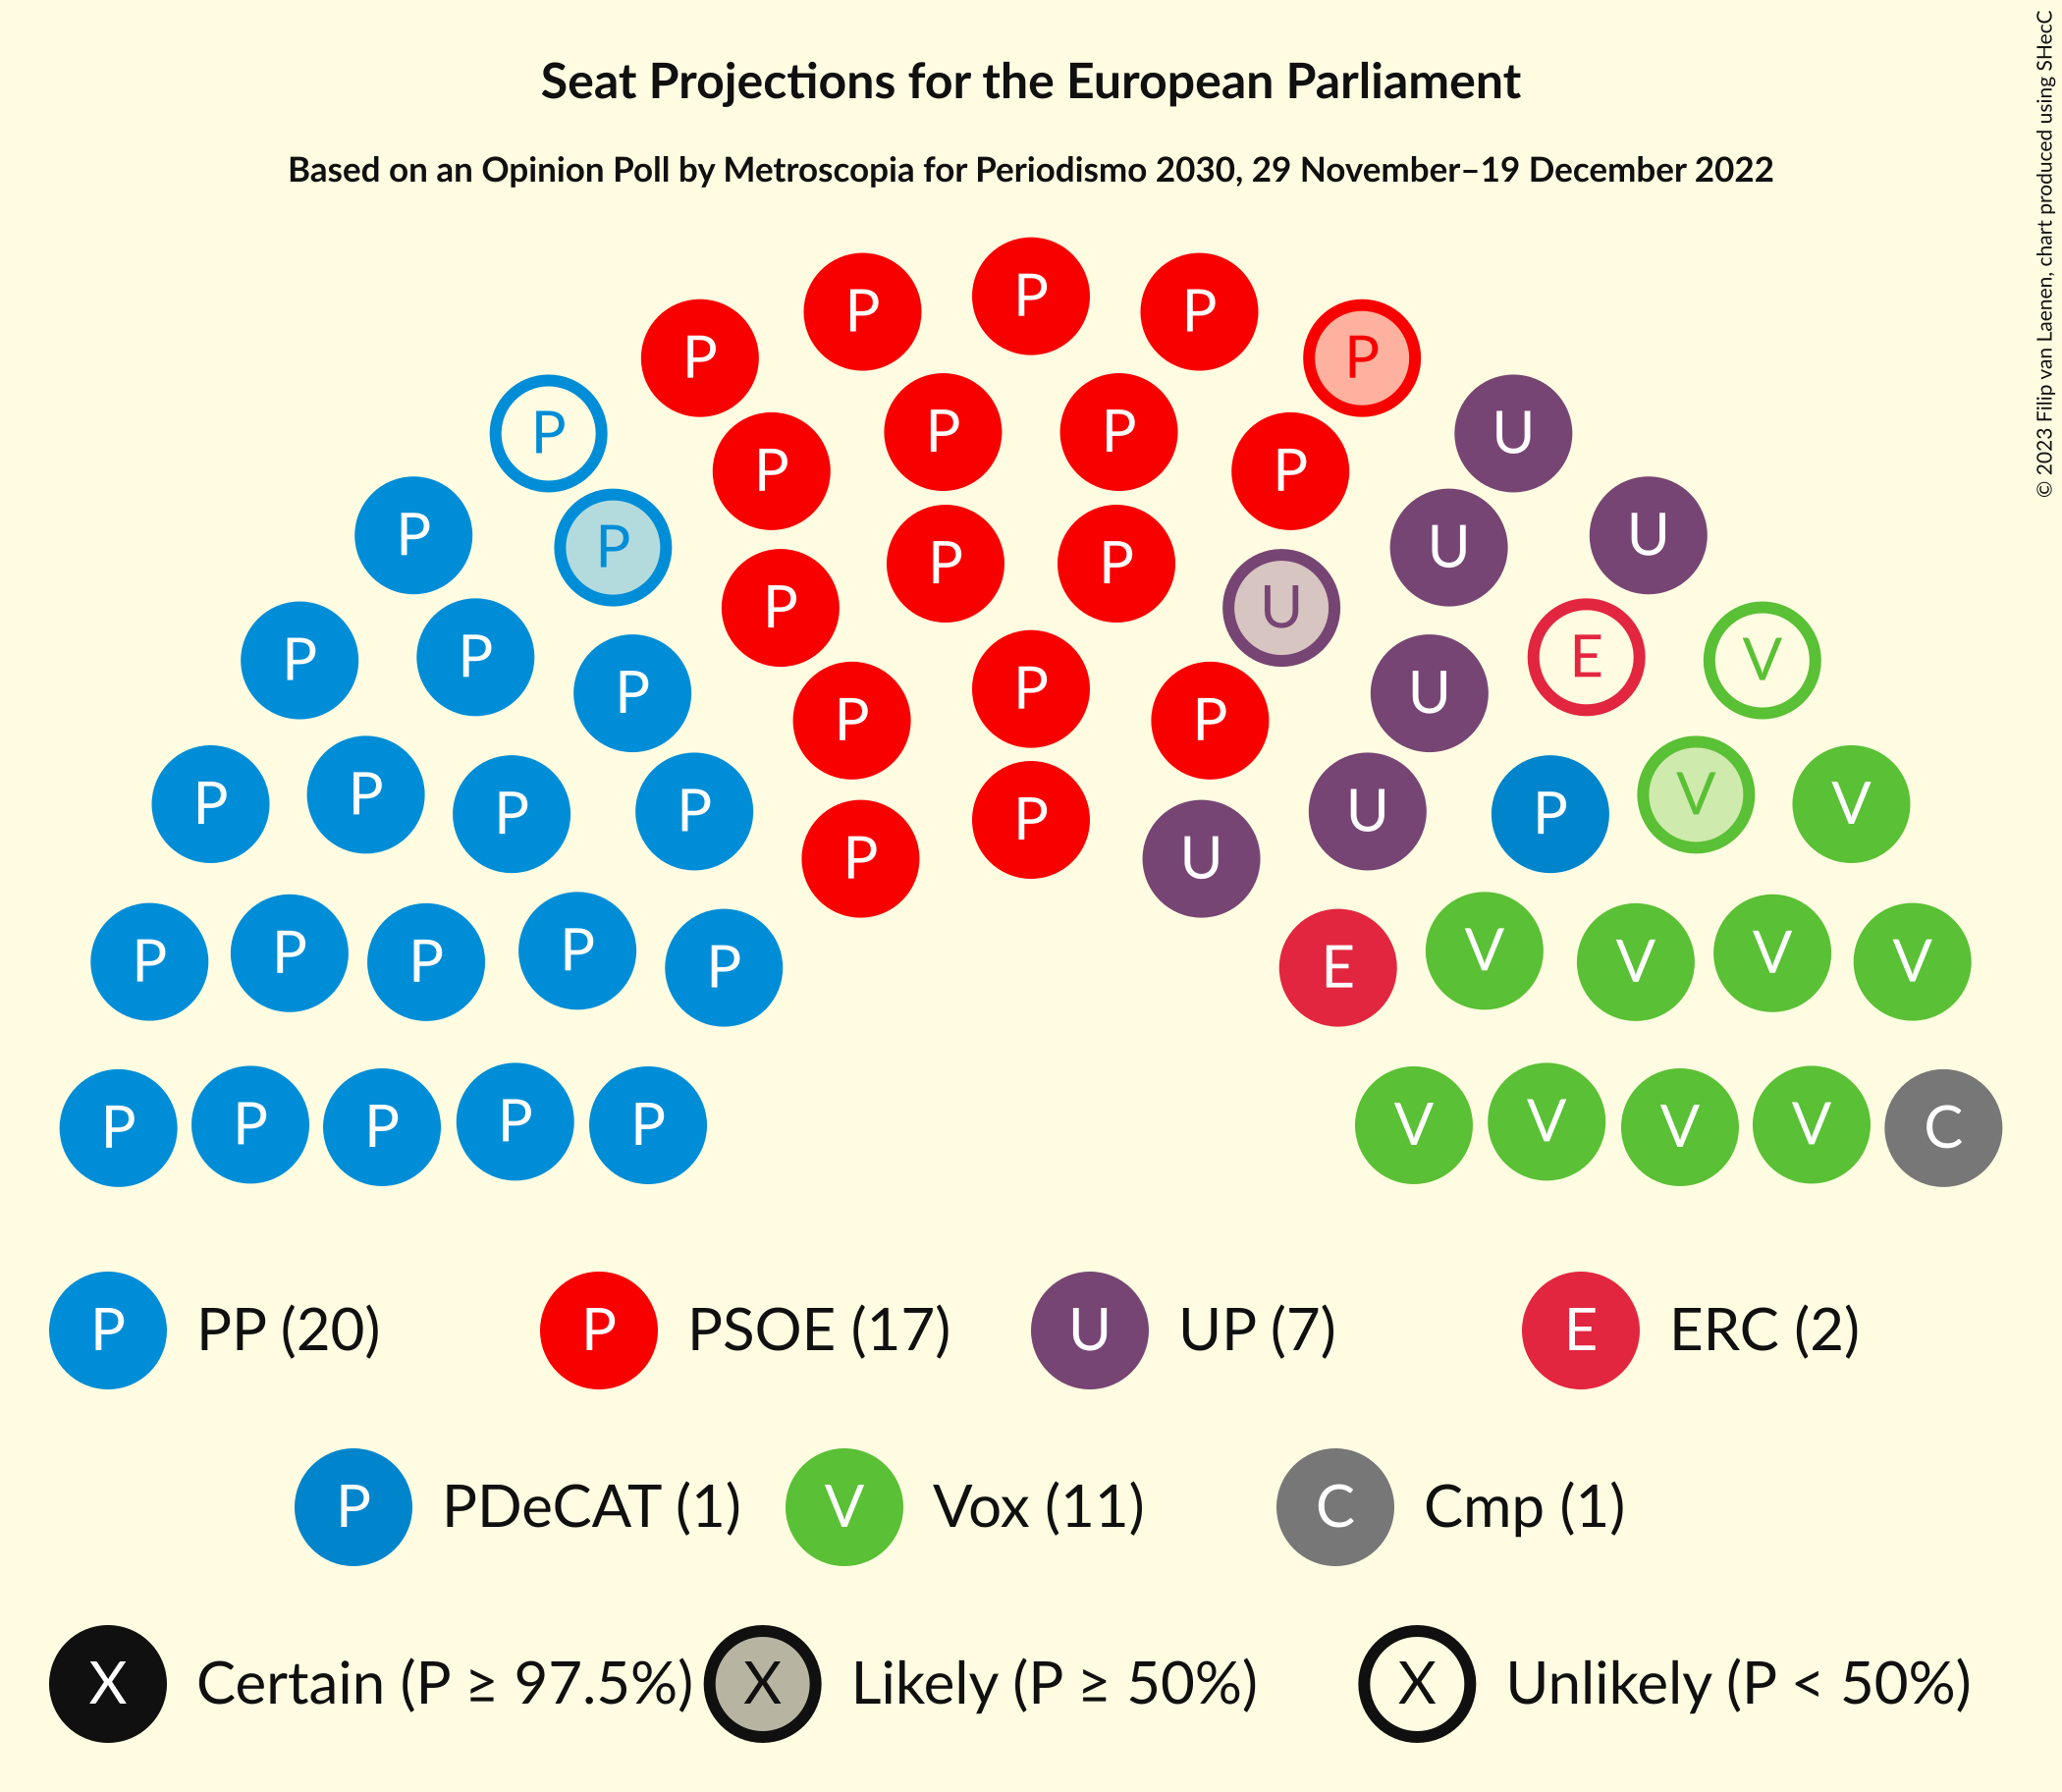 Seat Projections for the European Parliament
Based on an Opinion Poll by Metroscopia for Periodismo 2030, 29 November–19 December 2022
© 2023 Filip van Laenen, chart produced using SHecC
P
P P
P P
P U
P P
P U
P P P U
P P
P P
P U
P U
P P E V
P U
P
P P U
P V
P V
P P P U P
P
P U
P V V V
P P P P
P E
P P P P P
V V V V C
P PP (20) P PSOE (17) U UP (7) E ERC (2)
P PDeCAT (1) V Vox (11) C Cmp (1)
X Certain (P ≥ 97.5%) X Likely (P ≥ 50%) X Unlikely (P < 50%)